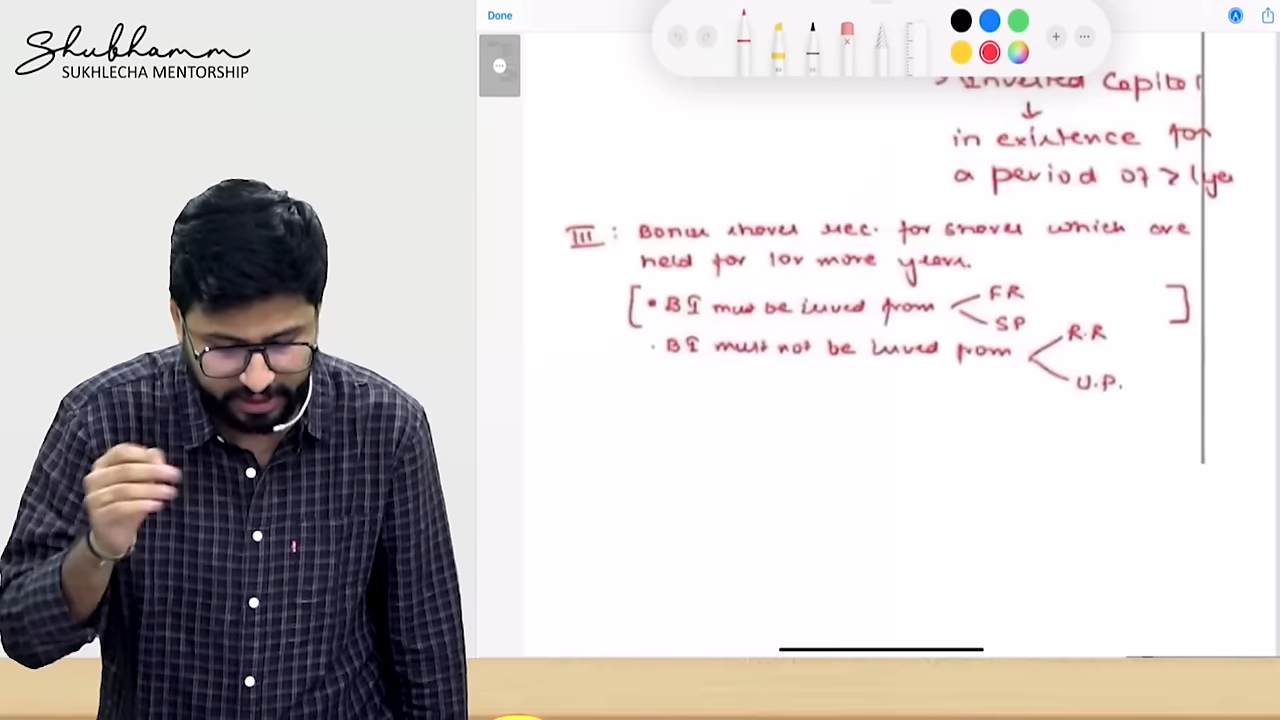 Shubhamm
SUKHLECHA MENTORSHIP
Done
Invested Capital
in existence for
a period of > 1 ye
III : Bonus shares rec. for shares which are
held for 1 or more years.
[ • BI must be issued from FR
SP ]
. BI must not be issued from R.R
U.P.